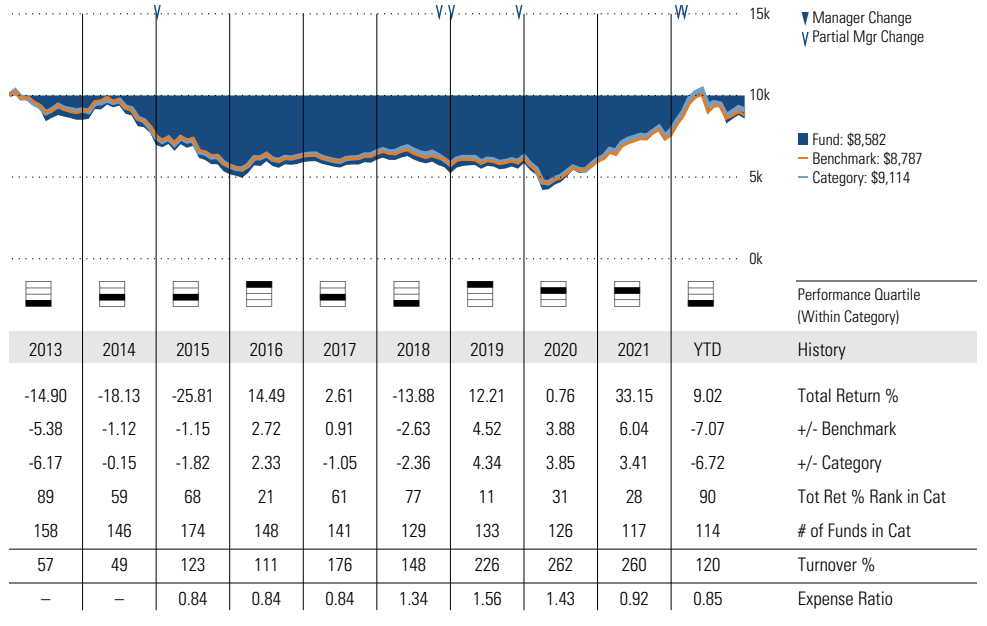 15k
Manager Change
Partial Mgr Change
10k
Fund: $8,582
Benchmark: $8,787
Category: $9,114
5k
0k
Performance Quartile
(Within Category)
2013 2014 2015 2016 2017 2018 2019 2020 2021 YTD History
-14.90 -18.13 -25.81 14.49 2.61 -13.88 12.21 0.76 33.15 9.02 Total Return %
-5.38 -1.12 -1.15 2.72 0.91 -2.63 4.52 3.88 6.04 -7.07 +/- Benchmark
-6.17 -0.15 -1.82 2.33 -1.05 -2.36 4.34 3.85 3.41 -6.72 +/- Category
89 59 68 21 61 77 11 31 28 90 Tot Ret % Rank in Cat
158 146 174 148 141 129 133 126 117 114 # of Funds in Cat
57 49 123 111 176 148 226 262 260 120 Turnover %
– – 0.84 0.84 0.84 1.34 1.56 1.43 0.92 0.85 Expense Ratio